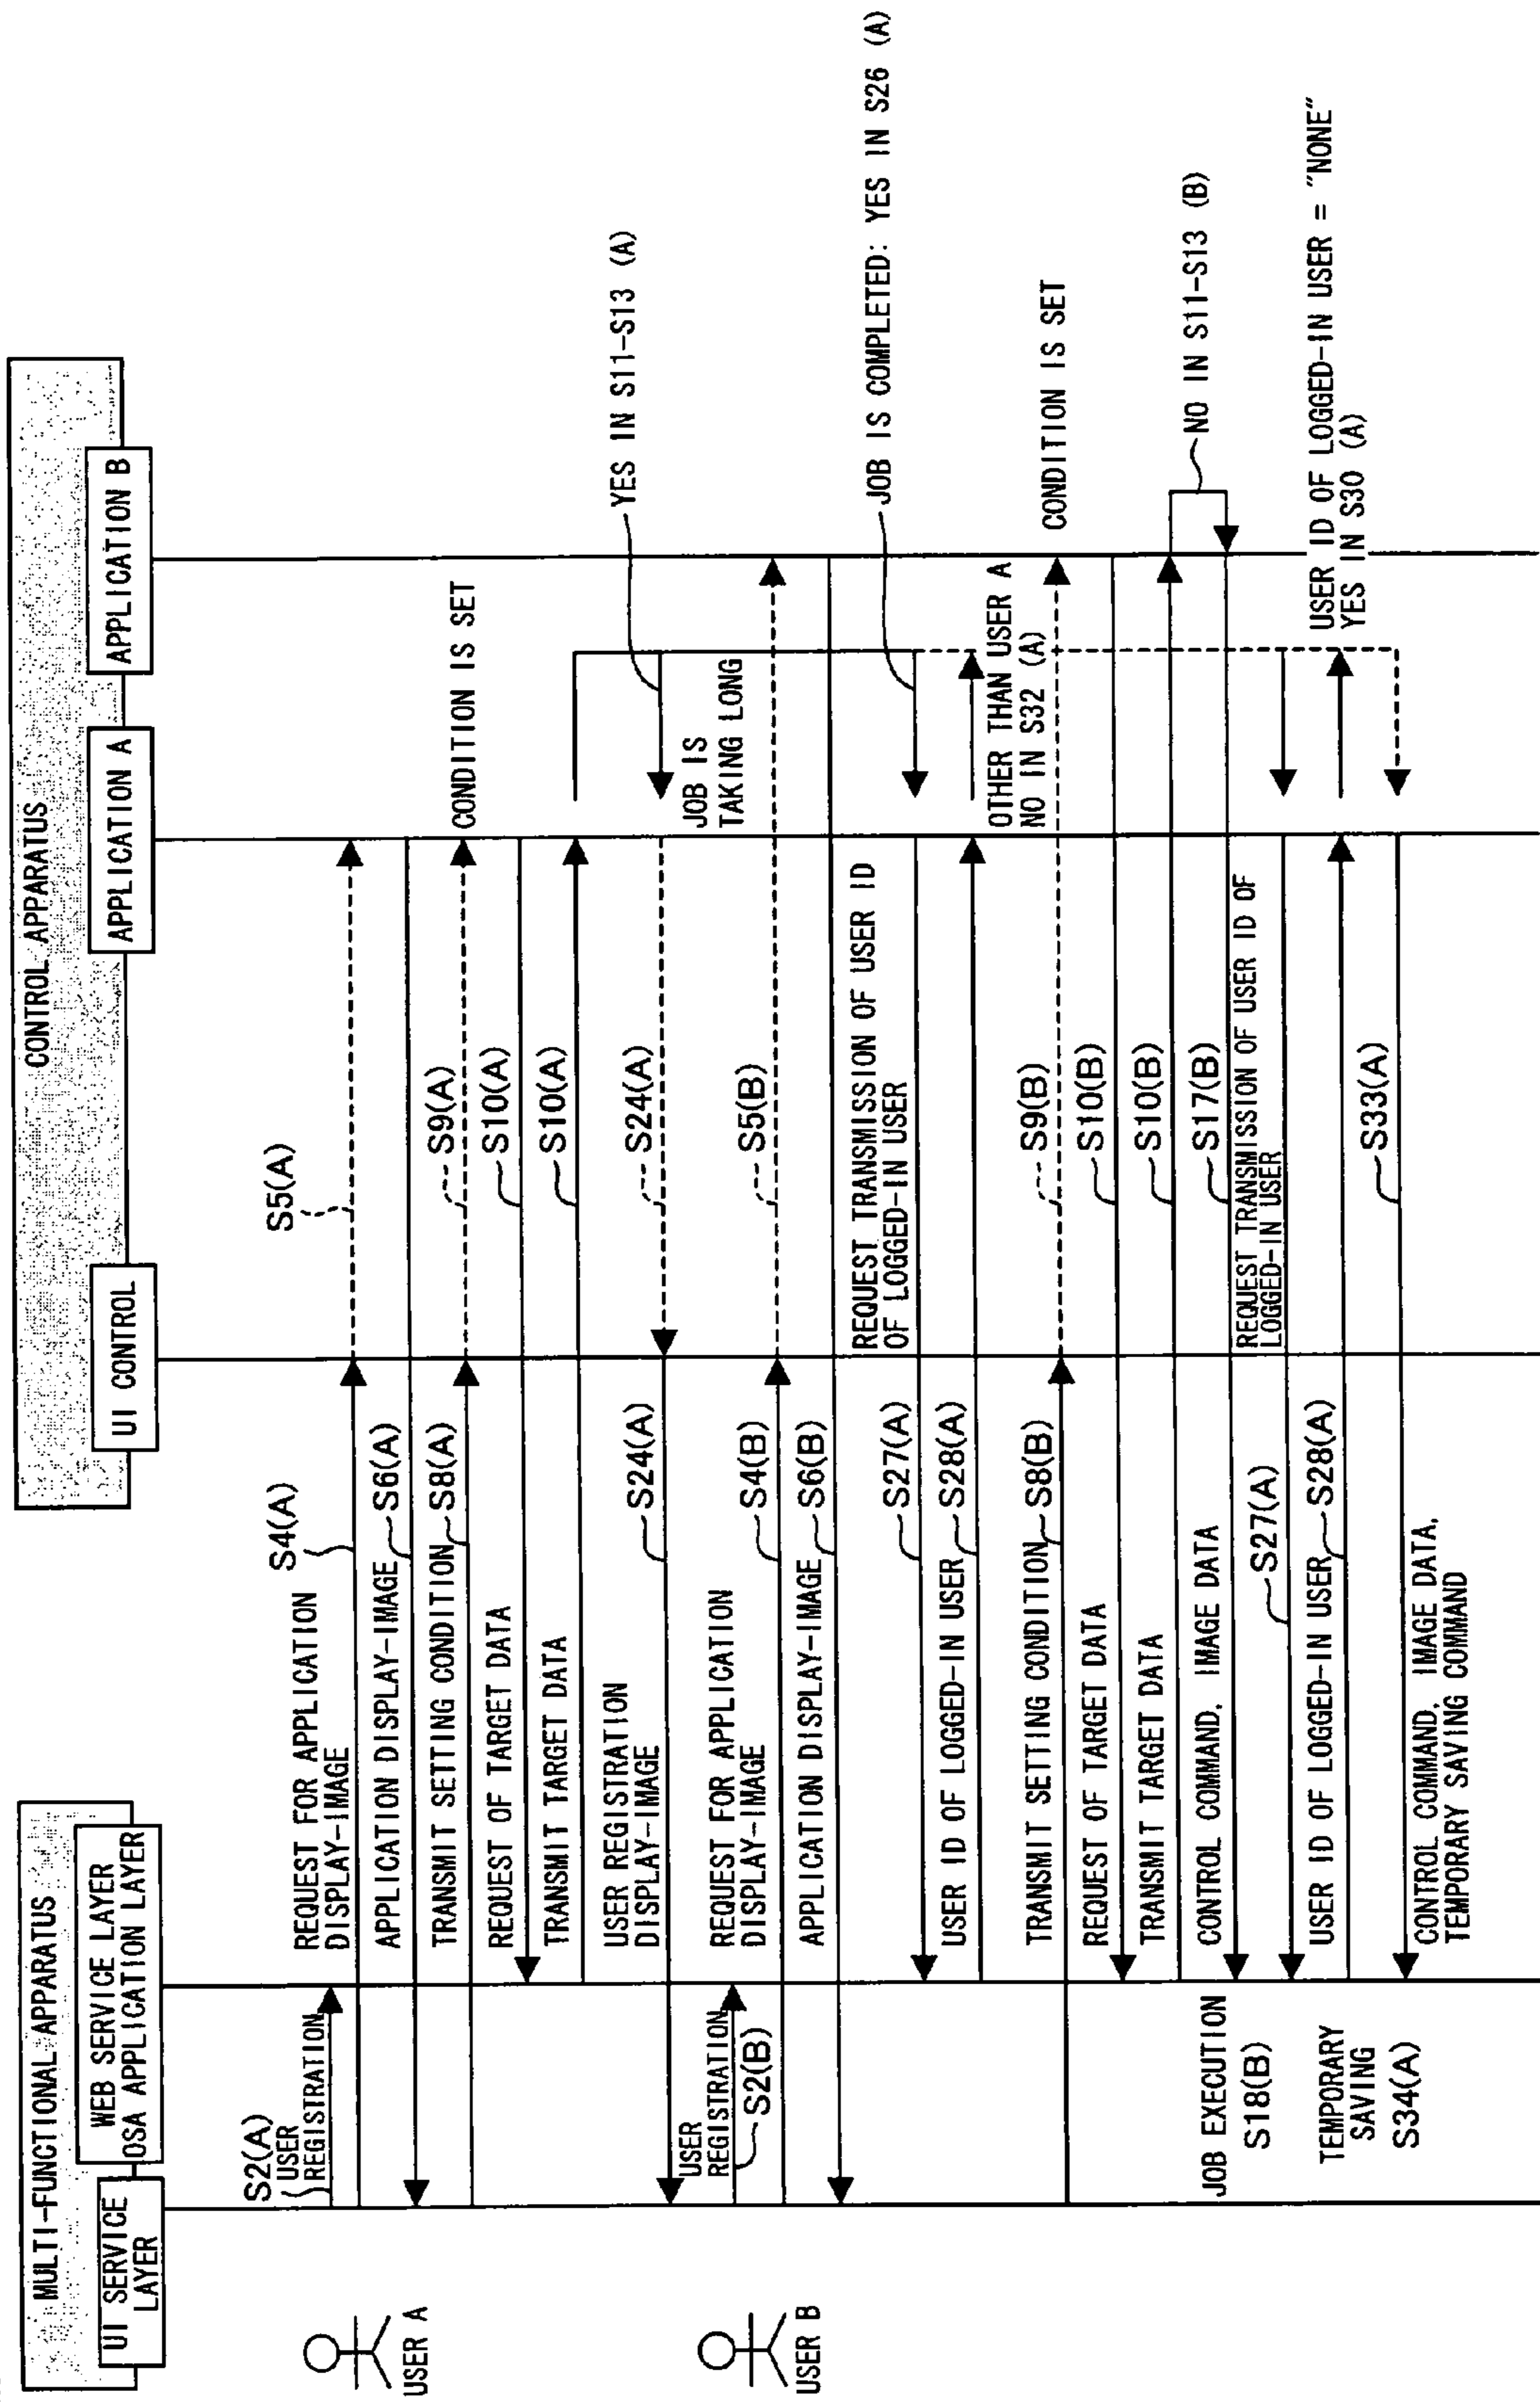 MULTI-FUNCTIONAL APPARATUS
UI SERVICE
LAYER
WEB SERVICE LAYER
OSA APPLICATION LAYER
CONTROL APPARATUS
UI CONTROL
APPLICATION A
APPLICATION B
USER A
S2(A)
USER
REGISTRATION
REQUEST FOR APPLICATION
DISPLAY-IMAGE
S4(A)
S5(A)
APPLICATION DISPLAY-IMAGE
S6(A)
TRANSMIT SETTING CONDITION
S8(A)
S9(A)
CONDITION IS SET
REQUEST OF TARGET DATA
S10(A)
TRANSMIT TARGET DATA
S10(A)
YES IN S11-S13 (A)
USER REGISTRATION
DISPLAY-IMAGE
S24(A)
S24(A)
JOB IS
TAKING LONG
USER B
USER
REGISTRATION
S2(B)
REQUEST FOR APPLICATION
DISPLAY-IMAGE
S4(B)
S5(B)
APPLICATION DISPLAY-IMAGE
S6(B)
REQUEST TRANSMISSION OF USER ID
OF LOGGED-IN USER
S27(A)
JOB IS COMPLETED: YES IN S26 (A)
USER ID OF LOGGED-IN USER
S28(A)
OTHER THAN USER A
NO IN S32 (A)
TRANSMIT SETTING CONDITION
S8(B)
S9(B)
CONDITION IS SET
REQUEST OF TARGET DATA
S10(B)
TRANSMIT TARGET DATA
S10(B)
NO IN S11-S13 (B)
CONTROL COMMAND, IMAGE DATA
S17(B)
JOB EXECUTION
S18(B)
REQUEST TRANSMISSION OF USER ID OF
LOGGED-IN USER
S27(A)
USER ID OF LOGGED-IN USER
S28(A)
USER ID OF LOGGED-IN USER = "NONE"
YES IN S30 (A)
S33(A)
TEMPORARY
SAVING
S34(A)
CONTROL COMMAND, IMAGE DATA,
TEMPORARY SAVING COMMAND